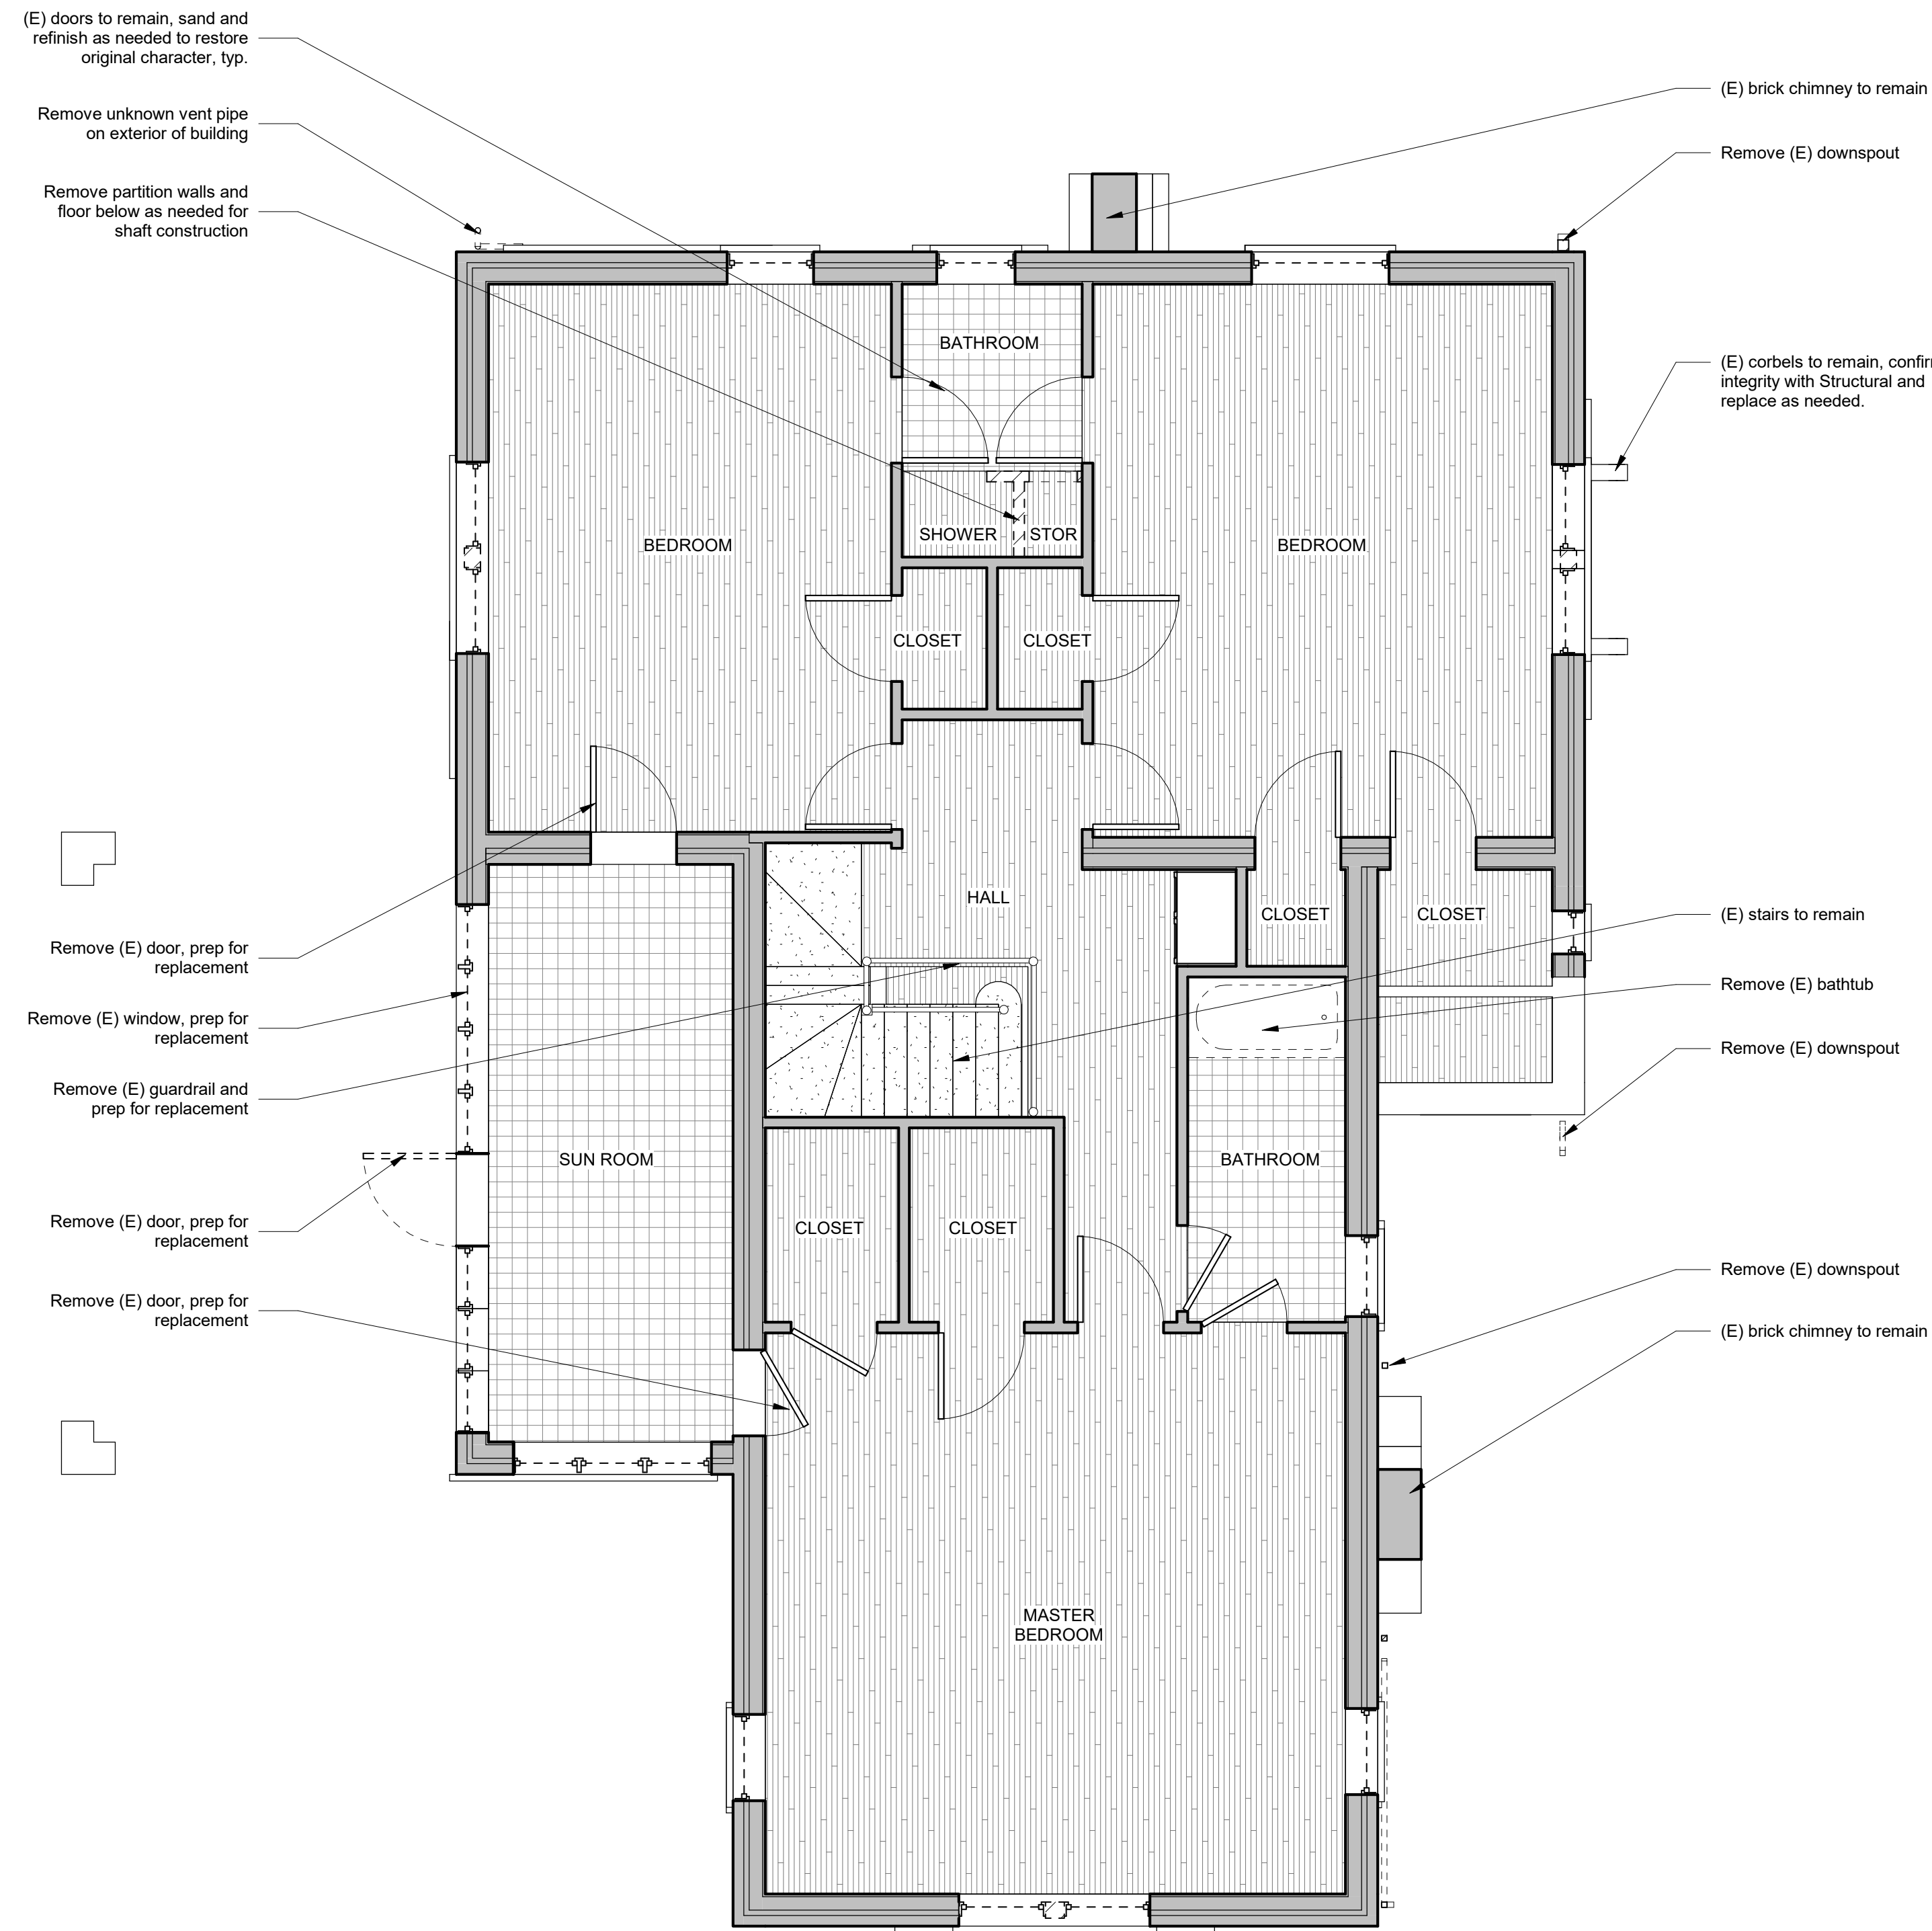 (E) doors to remain, sand and
refinish as needed to restore
original character, typ.
Remove unknown vent pipe
on exterior of building
Remove partition walls and
floor below as needed for
shaft construction
(E) brick chimney to remain
Remove (E) downspout
(E) corbels to remain,
integrity with Structural and
replace as needed.
BATHROOM
BEDROOM
SHOWER
STOR
BEDROOM
CLOSET
CLOSET
HALL
CLOSET
CLOSET
Remove (E) door, prep for
replacement
Remove (E) window, prep for
replacement
Remove (E) guardrail and
prep for replacement
Remove (E) door, prep for
replacement
Remove (E) door, prep for
replacement
(E) stairs to remain
Remove (E) bathtub
Remove (E) downspout
Remove (E) downspout
(E) brick chimney to remain
SUN ROOM
BATHROOM
CLOSET
CLOSET
MASTER
BEDROOM